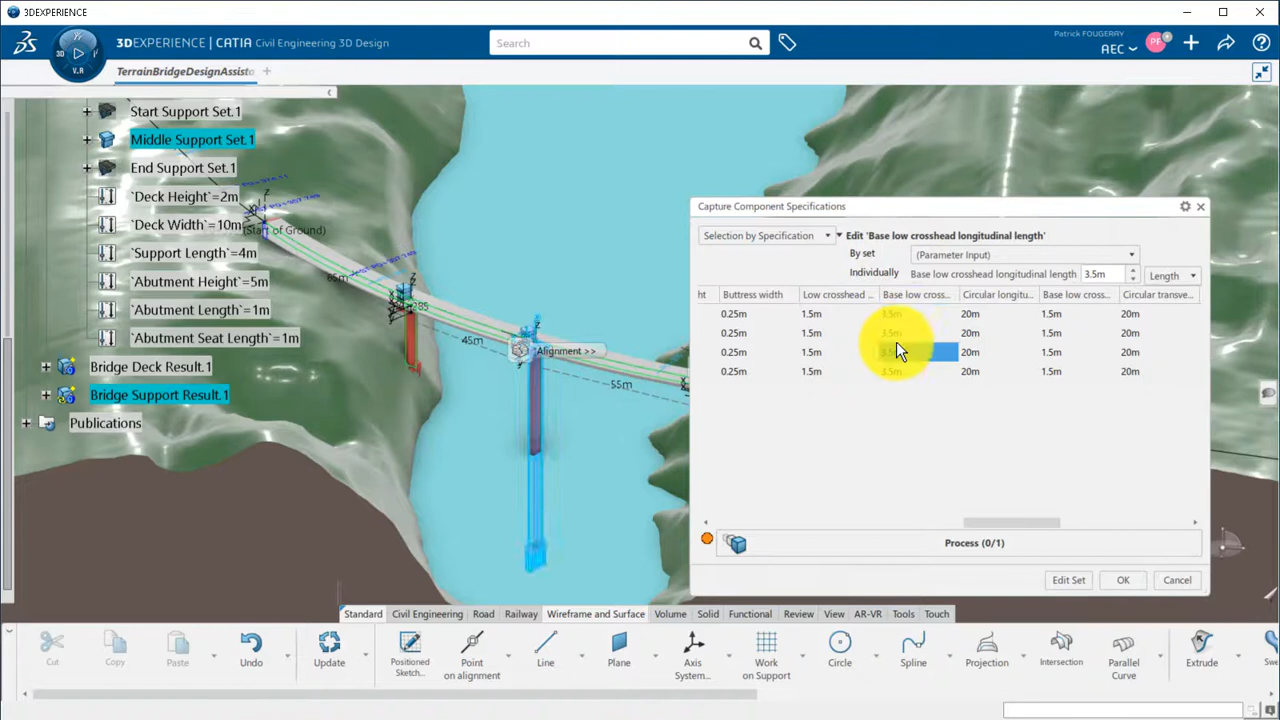 3DEXPERIENCE
3DEXPERIENCE | CATIA Civil Engineering 3D Design
Search
Patrick FOUGERRY
AEC
PF
3D
V.R
TerrainBridgeDesignAssista
Start Support Set.1
Middle Support Set.1
End Support Set.1
`Deck Height`=2m
`Deck Width`=10m
(Start of Ground)
`Support Length`=4m
`Abutment Height`=5m
`Abutment Length`=1m
`Abutment Seat Length`=1m
Bridge Deck Result.1
Bridge Support Result.1
Publications
45m
Alignment >>
55m
Capture Component Specifications
Selection by Specification
Edit 'Base low crosshead longitudinal length'
By set
(Parameter Input)
Individually
Base low crosshead longitudinal length
3.5m
Length
ht Buttress width Low crosshead ... Base low cross... Circular longitu... Base low cross... Circular transve...
0.25m 1.5m 3.5m 20m 1.5m 20m
0.25m 1.5m 3.5m 20m 1.5m 20m
0.25m 1.5m 20m 1.5m 20m
0.25m 1.5m 3.5m 20m 1.5m 20m
Process (0/1)
Edit Set
OK
Cancel
Standard Civil Engineering Road Railway Wireframe and Surface Volume Solid Functional Review View AR-VR Tools Touch
Cut
Copy
Paste
Undo
Update
Positioned Sketch...
Point on alignment
Line
Plane
Axis System...
Work on Support
Circle
Spline
Projection
Intersection
Parallel Curve
Extrude